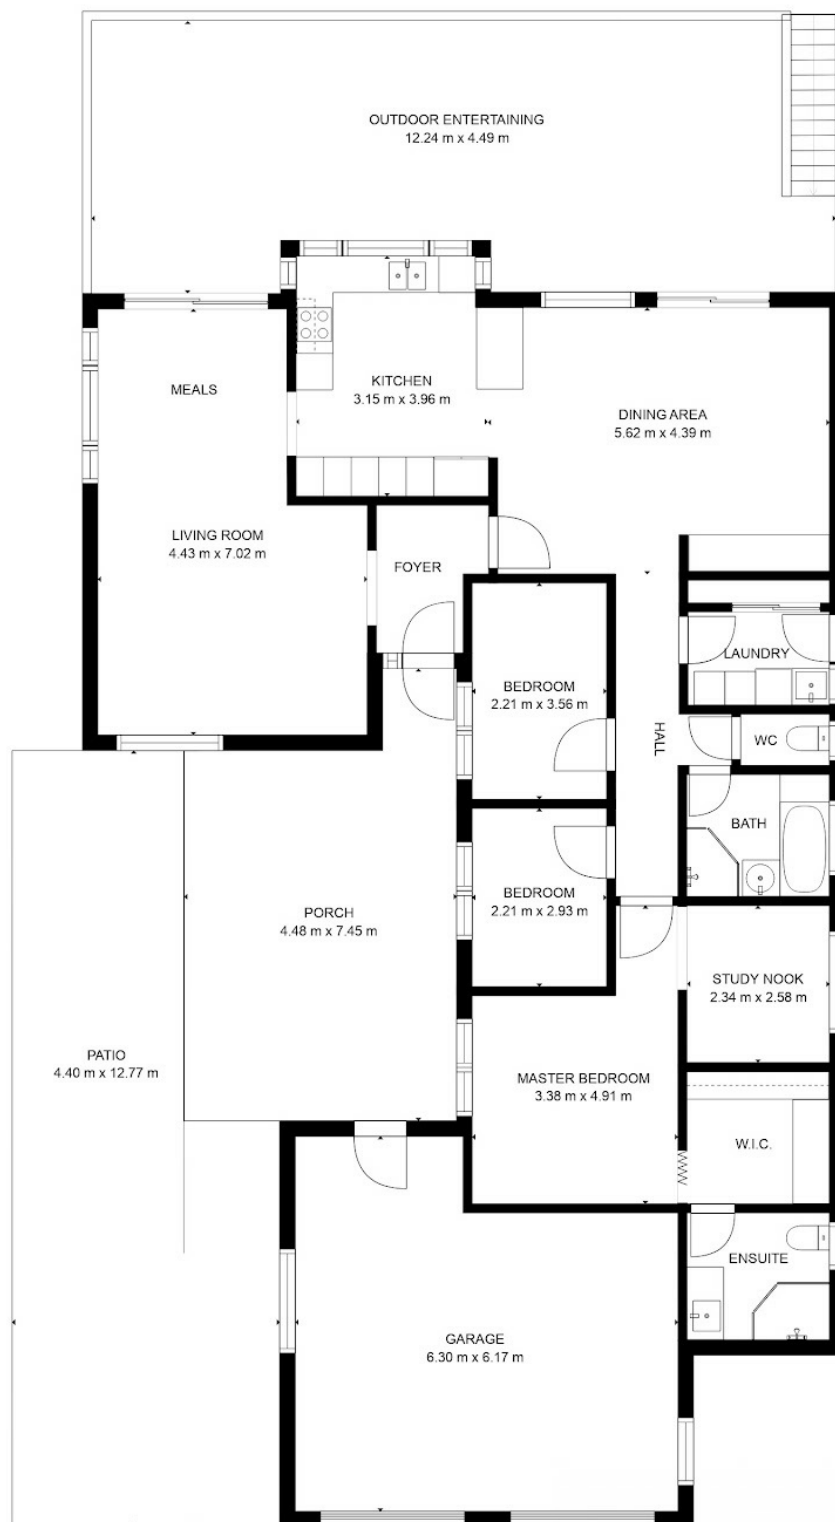 OUTDOOR ENTERTAINING
12.24 m x 4.49 m
KITCHEN
3.15 m x 3.96 m
MEALS
DINING AREA
5.62 m x 4.39 m
LIVING ROOM
4.43 m x 7.02 m
FOYER
LAUNDRY
BEDROOM
2.21 m x 3.56 m
HALL
WC
BATH
BEDROOM
2.21 m x 2.93 m
PORCH
4.48 m x 7.45 m
STUDY NOOK
2.34 m x 2.58 m
PATIO
4.40 m x 12.77 m
MASTER BEDROOM
3.38 m x 4.91 m
W.I.C.
ENSUITE
GARAGE
6.30 m x 6.17 m